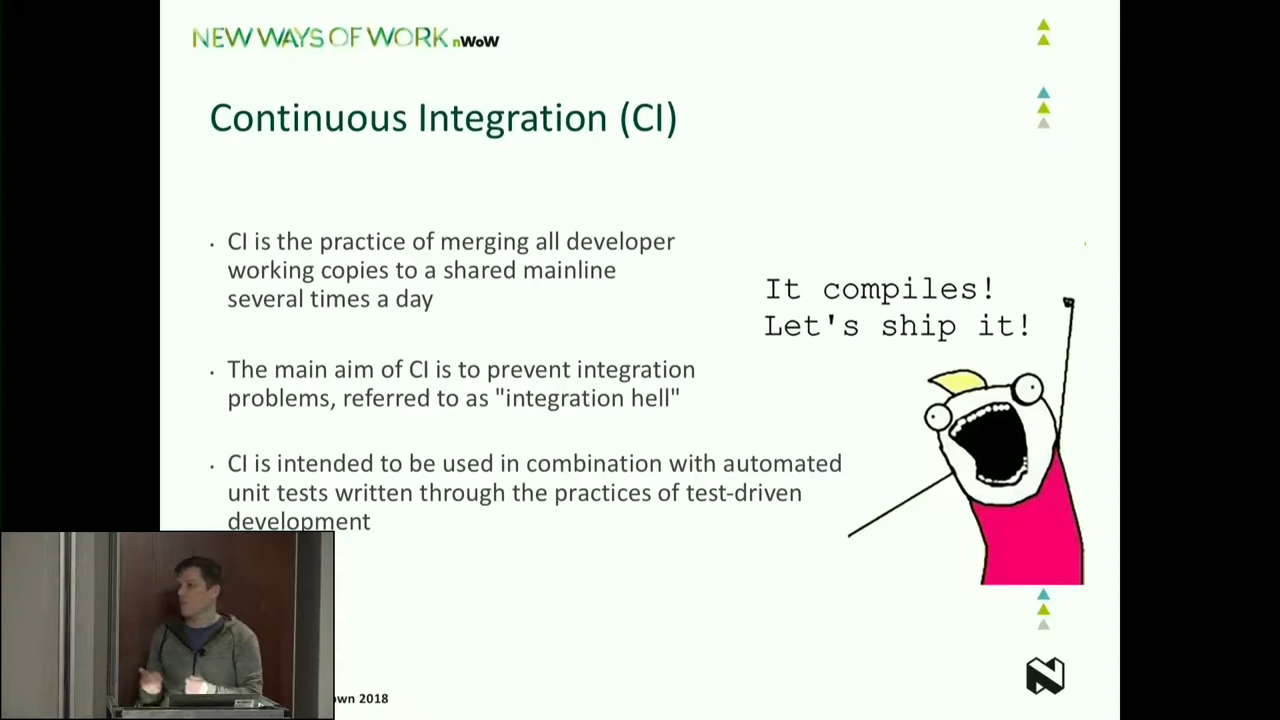 NEW WAYS OF WORK nWoW
Continuous Integration (CI)
· CI is the practice of merging all developer
working copies to a shared mainline
several times a day
· The main aim of CI is to prevent integration
problems, referred to as "integration hell"
· CI is intended to be used in combination with automated
unit tests written through the practices of test-driven
development
It compiles!
Let's ship it!
2018